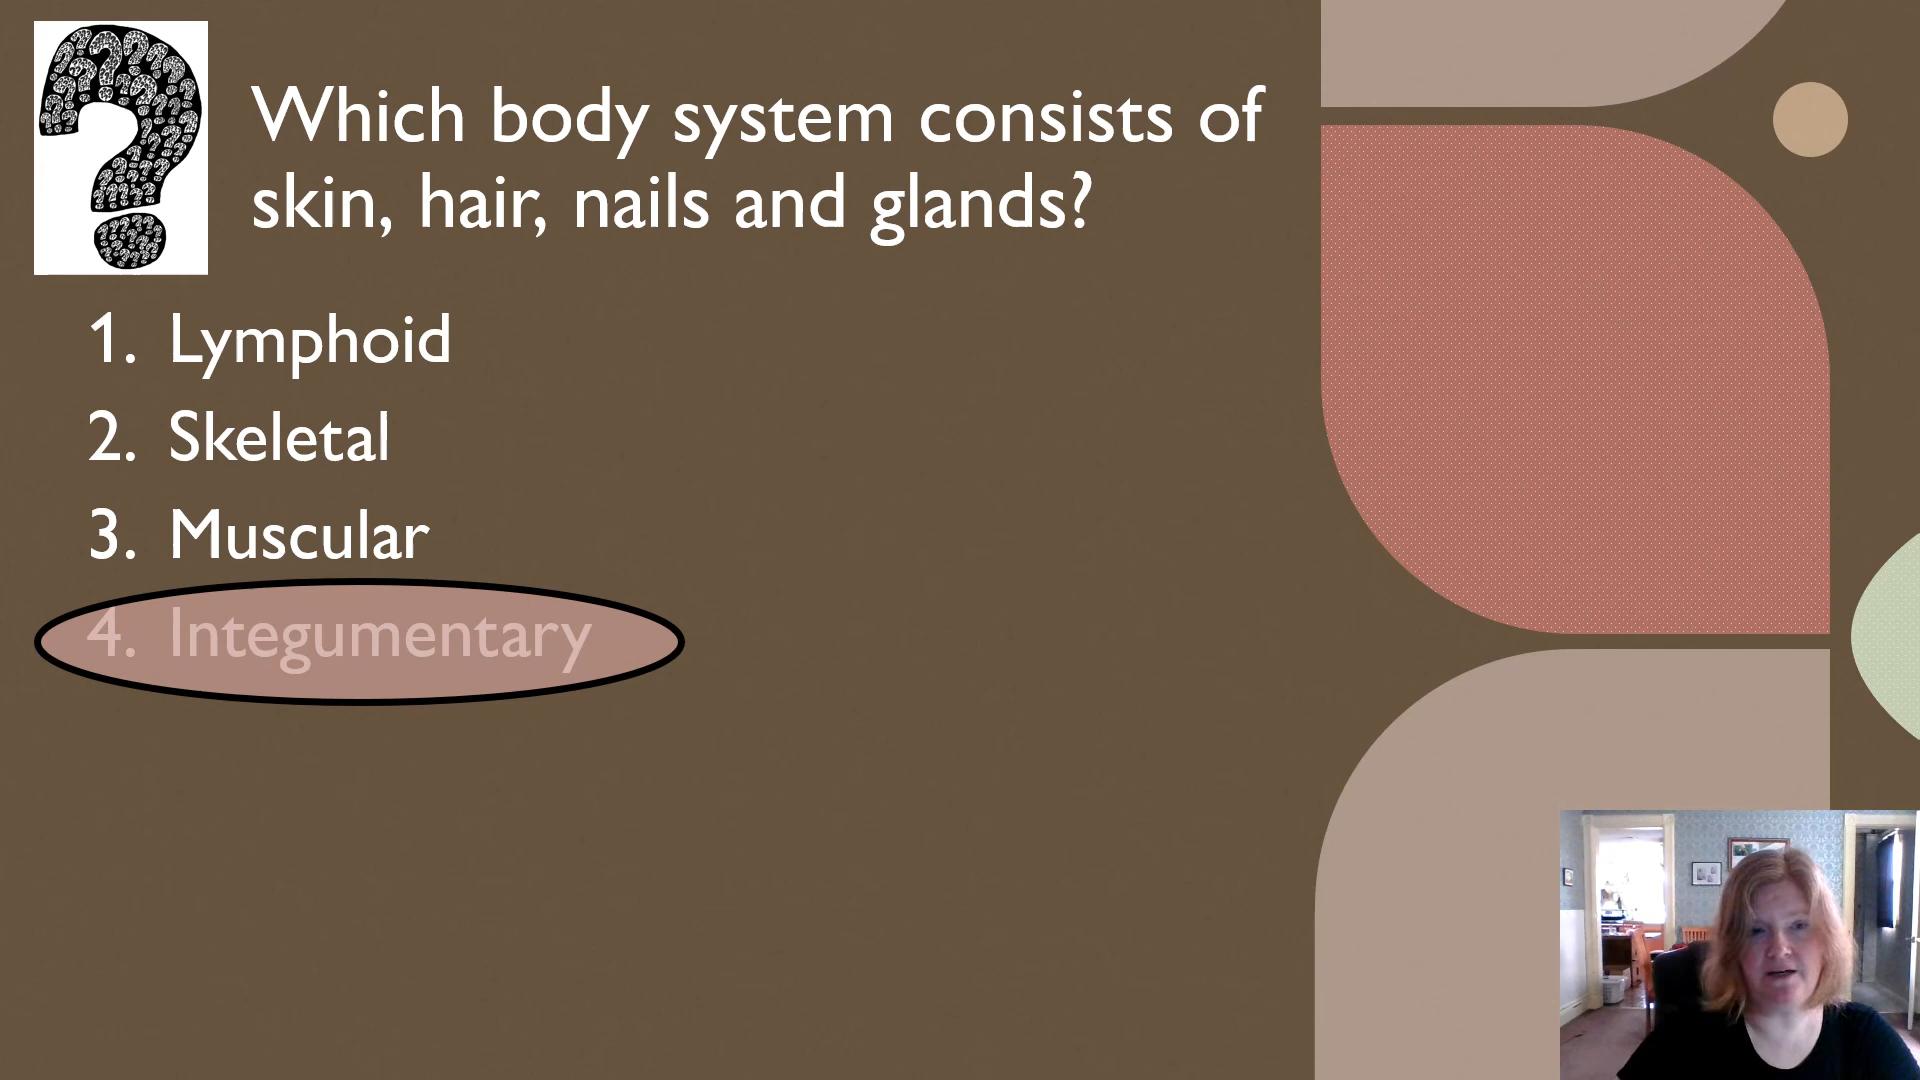 Which body system consists of
skin, hair, nails and glands?
1. Lymphoid
2. Skeletal
3. Muscular
4. Integumentary